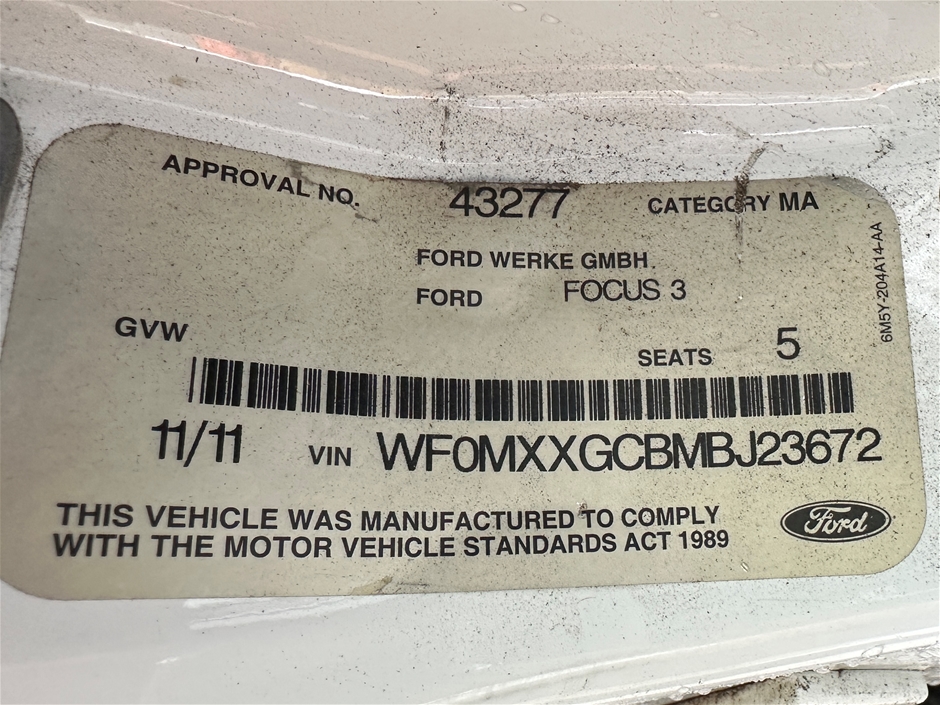 APPROVAL NO. 43277 CATEGORY MA
FORD WERKE GMBH
FORD FOCUS 3
6M5Y-204A14-AA
GVW SEATS 5
11/11 VIN WF0MXXGCBMBJ23672
THIS VEHICLE WAS MANUFACTURED TO COMPLY
WITH THE MOTOR VEHICLE STANDARDS ACT 1989
Ford